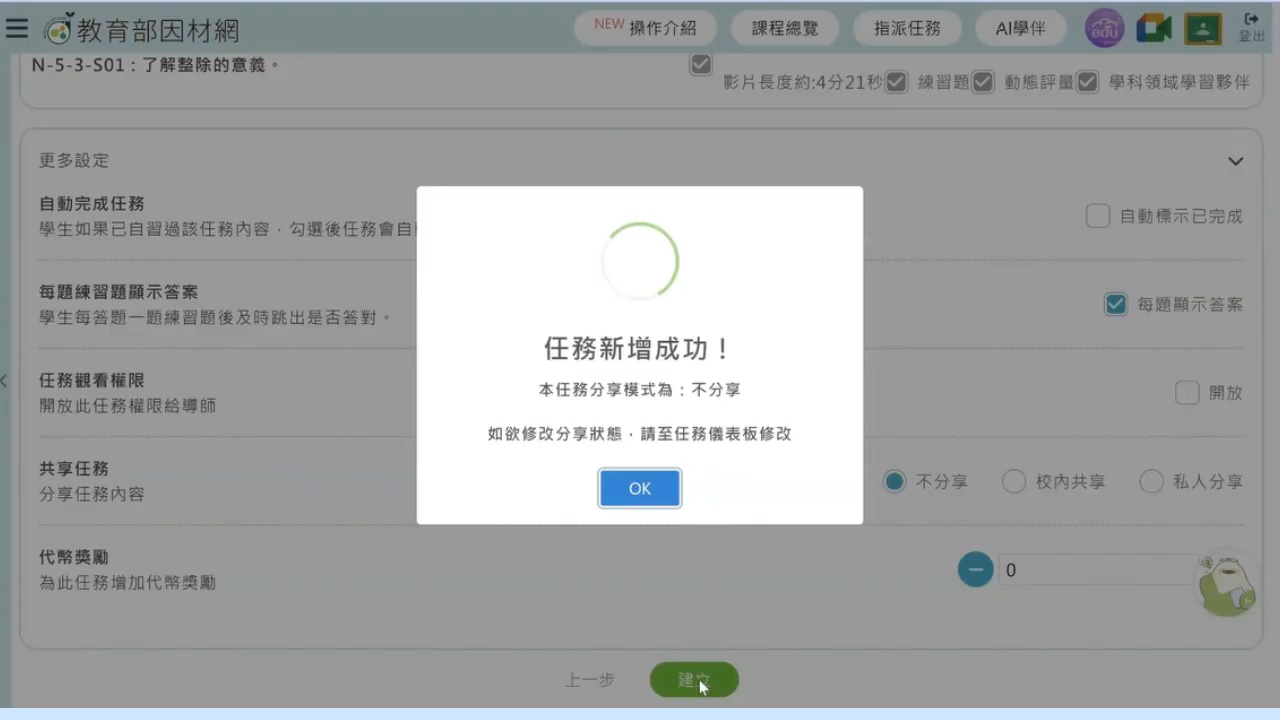 教育部因材網
NEW 操作介紹
課程總覽
指派任務
AI學伴
edu
登出
N-5-3-S01：了解整除的意義。
影片長度約:4分21秒
練習題
動態評量
學科領域學習夥伴
更多設定
自動完成任務
學生如果已自習過該任務內容，勾選後任務會自
自動標示已完成
每題練習題顯示答案
學生每答題一題練習題後及時跳出是否答對。
每題顯示答案
任務觀看權限
開放此任務權限給導師
開放
共享任務
分享任務內容
不分享
校內共享
私人分享
代幣獎勵
為此任務增加代幣獎勵
0
任務新增成功！
本任務分享模式為：不分享
如欲修改分享狀態，請至任務儀表板修改
OK
上一步
建立